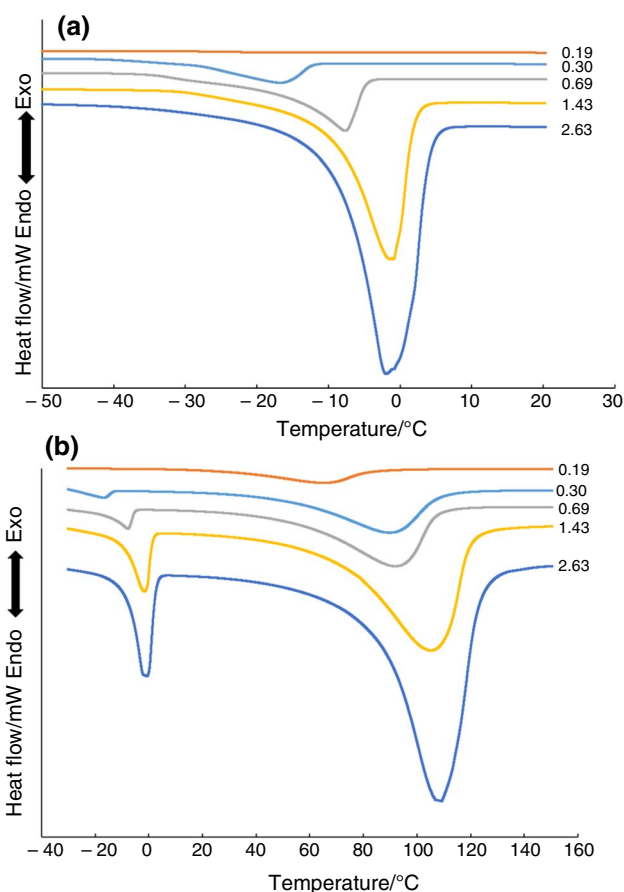 (a)
Heat flow/mW Endo Exo
0.19
0.30
0.69
1.43
2.63
– 50 – 40 – 30 – 20 – 10 0 10 20 30
Temperature/°C
(b)
Heat flow/mW Endo Exo
0.19
0.30
0.69
1.43
2.63
– 40 – 20 0 20 40 60 80 100 120 140 160
Temperature/°C